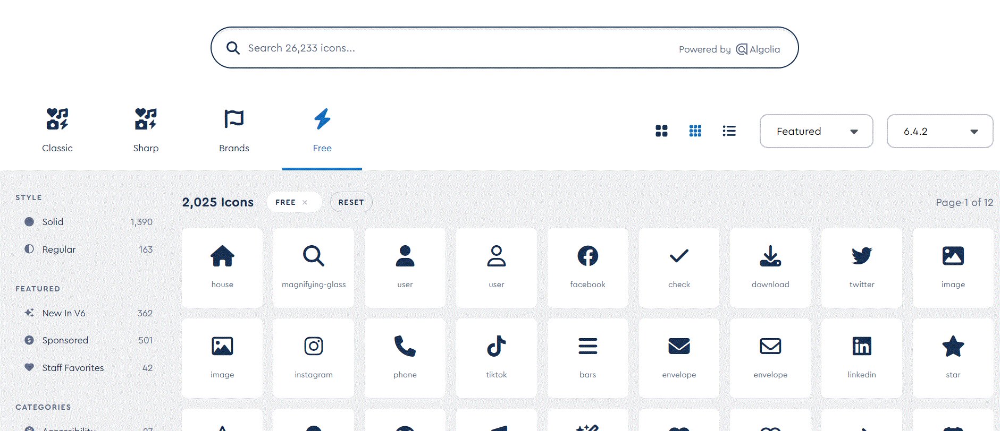 Search 26,233 icons...
Powered by Algolia
Classic
Sharp
Brands
Free
Featured
6.4.2
STYLE
Solid 1,390
Regular 163
FEATURED
New In V6 362
Sponsored 501
Staff Favorites 42
CATEGORIES
Accessibility
2,025 Icons
FREE ×
RESET
Page 1 of 12
house
magnifying-glass
user
user
facebook
check
download
twitter
image
image
instagram
phone
tiktok
bars
envelope
envelope
linkedin
star